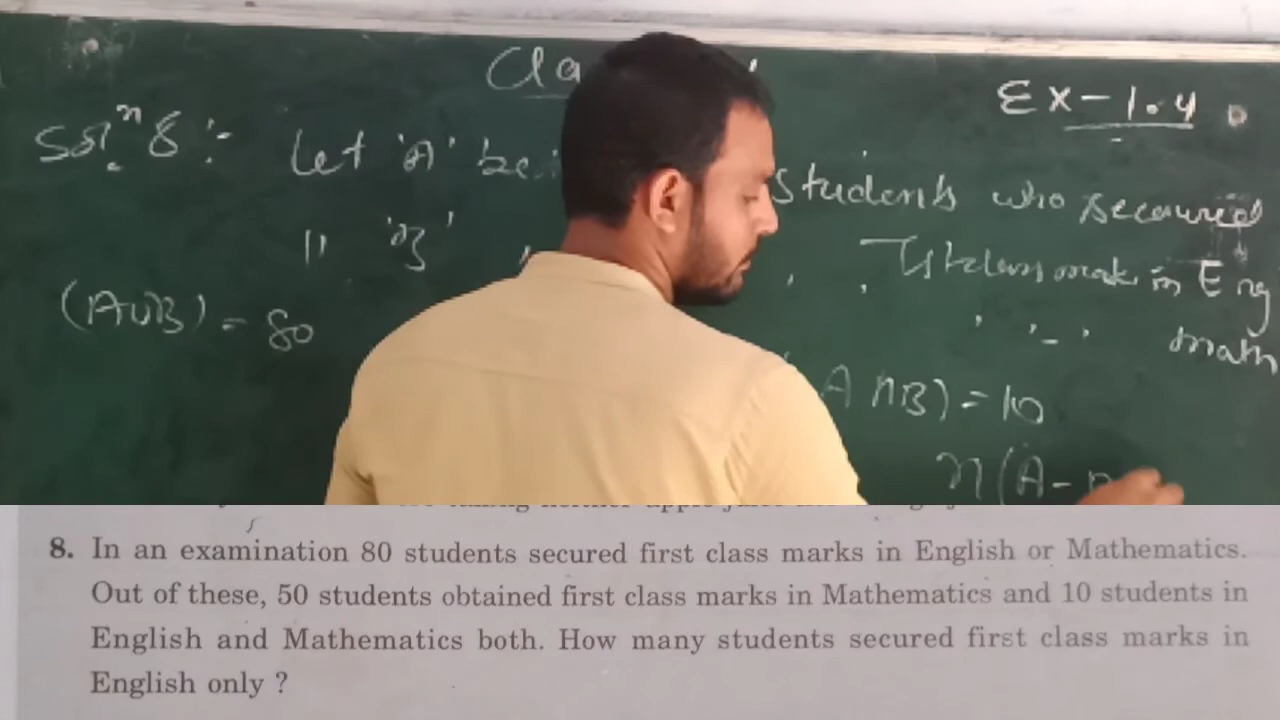 Ex-1.4
Solⁿ 8:- Let 'A' be students who secured
" 'B' Ist class mark in Eng
(AUB) = 80 math
A∩B) = 10
n(A-
8. In an examination 80 students secured first class marks in English or Mathematics.
Out of these, 50 students obtained first class marks in Mathematics and 10 students in
English and Mathematics both. How many students secured first class marks in
English only ?